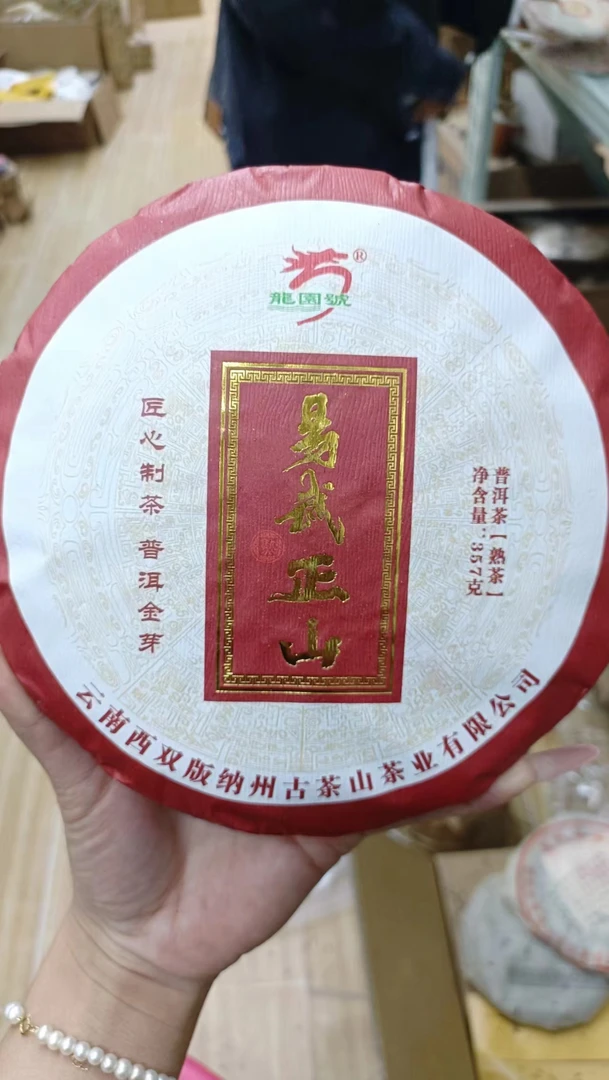 龍園號®
易武正山
匠心制茶 普洱金芽
普洱茶【熟茶】
净含量:357克
云南西双版纳州古茶山茶业有限公司